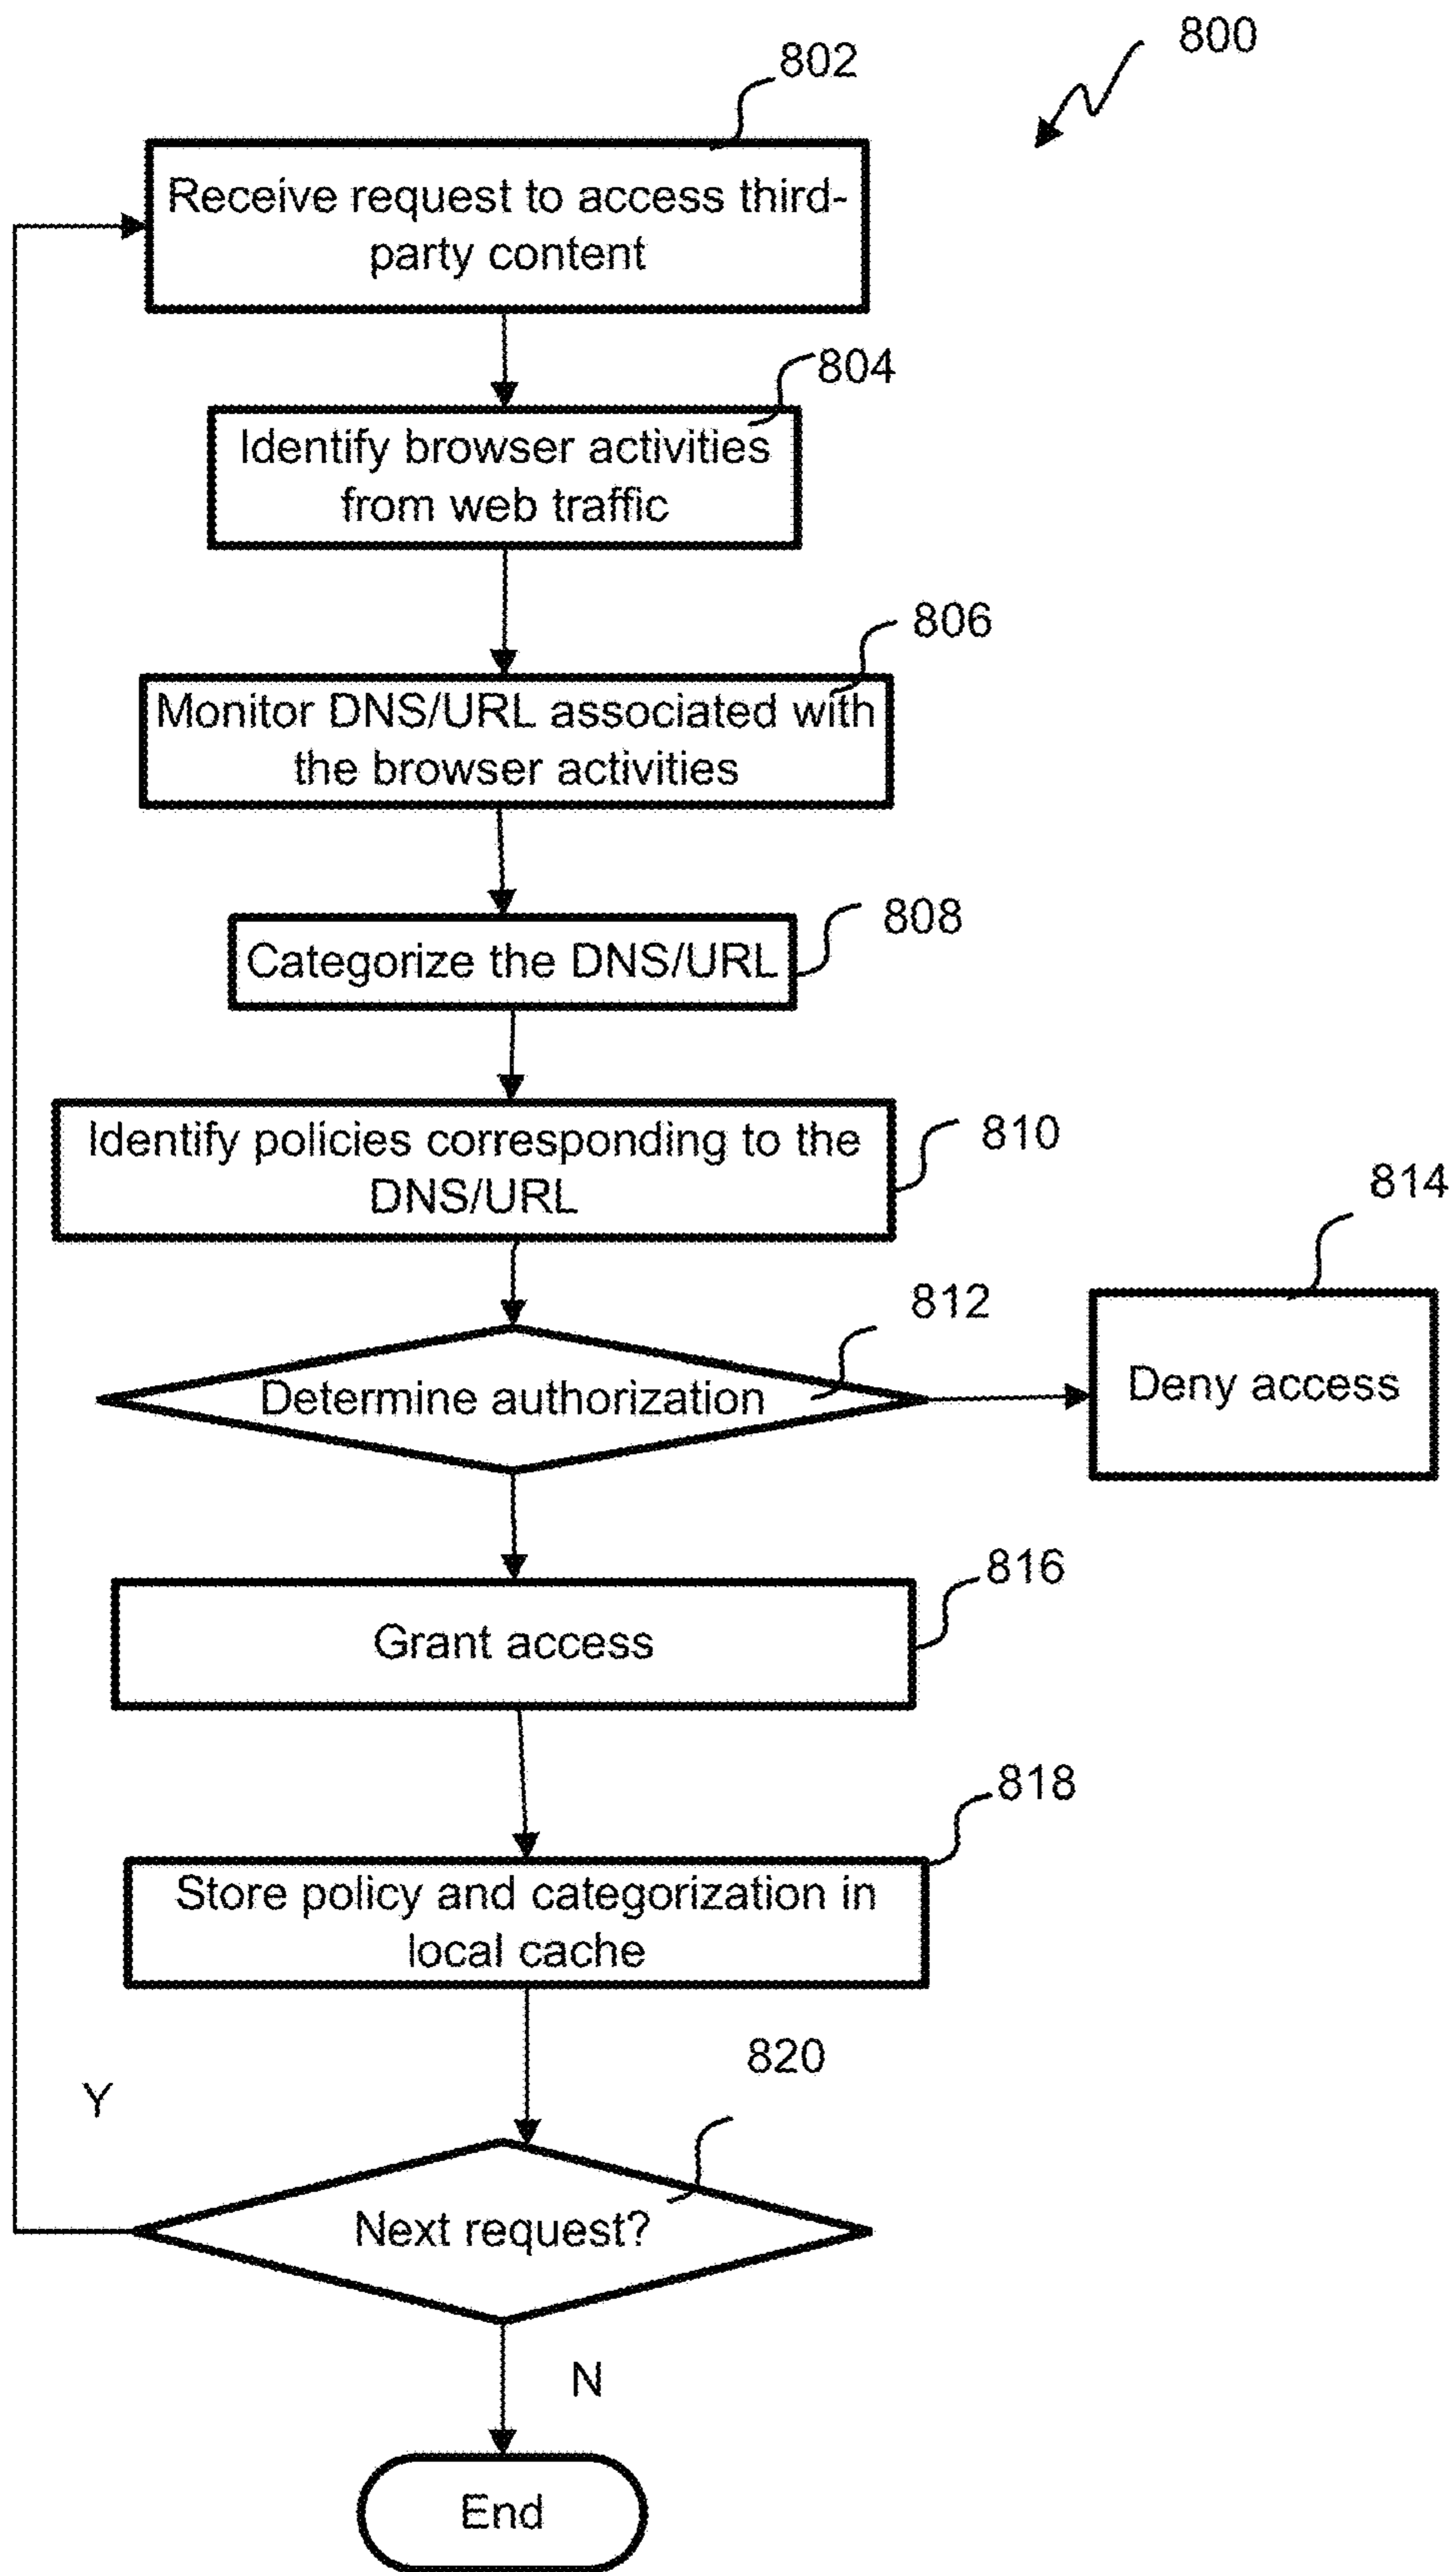 800
802
Receive request to access third-
party content
804
Identify browser activities
from web traffic
806
Monitor DNS/URL associated with
the browser activities
808
Categorize the DNS/URL
810
Identify policies corresponding to the
DNS/URL
812
Determine authorization
814
Deny access
816
Grant access
818
Store policy and categorization in
local cache
820
Y
Next request?
N
End